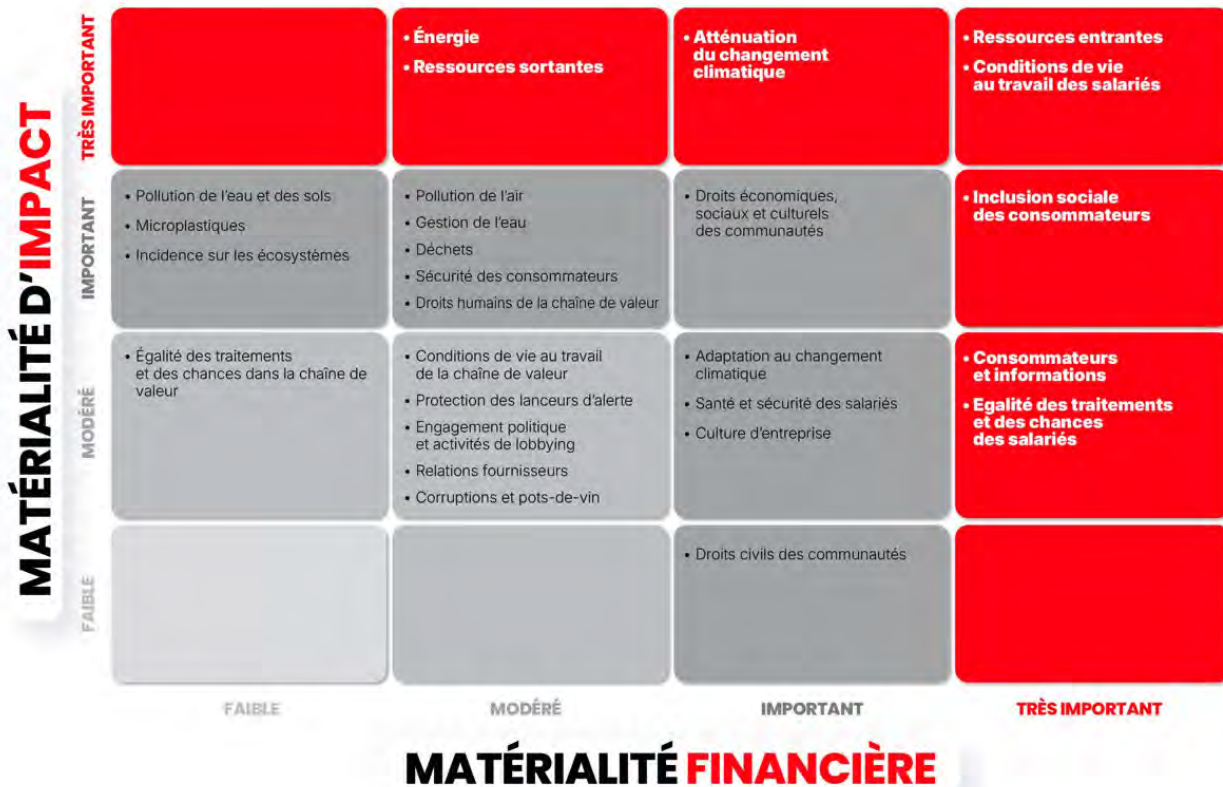 MATÉRIALITÉ D'IMPACT
TRÈS IMPORTANT
• Énergie
• Ressources sortantes
• Atténuation
du changement
climatique
• Ressources entrantes
• Conditions de vie
au travail des salariés
IMPORTANT
• Pollution de l'eau et des sols
• Microplastiques
• Incidence sur les écosystèmes
• Pollution de l'air
• Gestion de l'eau
• Déchets
• Sécurité des consommateurs
• Droits humains de la chaîne de valeur
• Droits économiques,
sociaux et culturels
des communautés
• Inclusion sociale
des consommateurs
MODÉRÉ
• Égalité des traitements
et des chances dans la chaîne de
valeur
• Conditions de vie au travail
de la chaîne de valeur
• Protection des lanceurs d'alerte
• Engagement politique
et activités de lobbying
• Relations fournisseurs
• Corruptions et pots-de-vin
• Adaptation au changement
climatique
• Santé et sécurité des salariés
• Culture d'entreprise
• Consommateurs
et informations
• Egalité des traitements
et des chances
des salariés
FAIBLE
• Droits civils des communautés
FAIBLE
MODÉRÉ
IMPORTANT
TRÈS IMPORTANT
MATÉRIALITÉ FINANCIÈRE